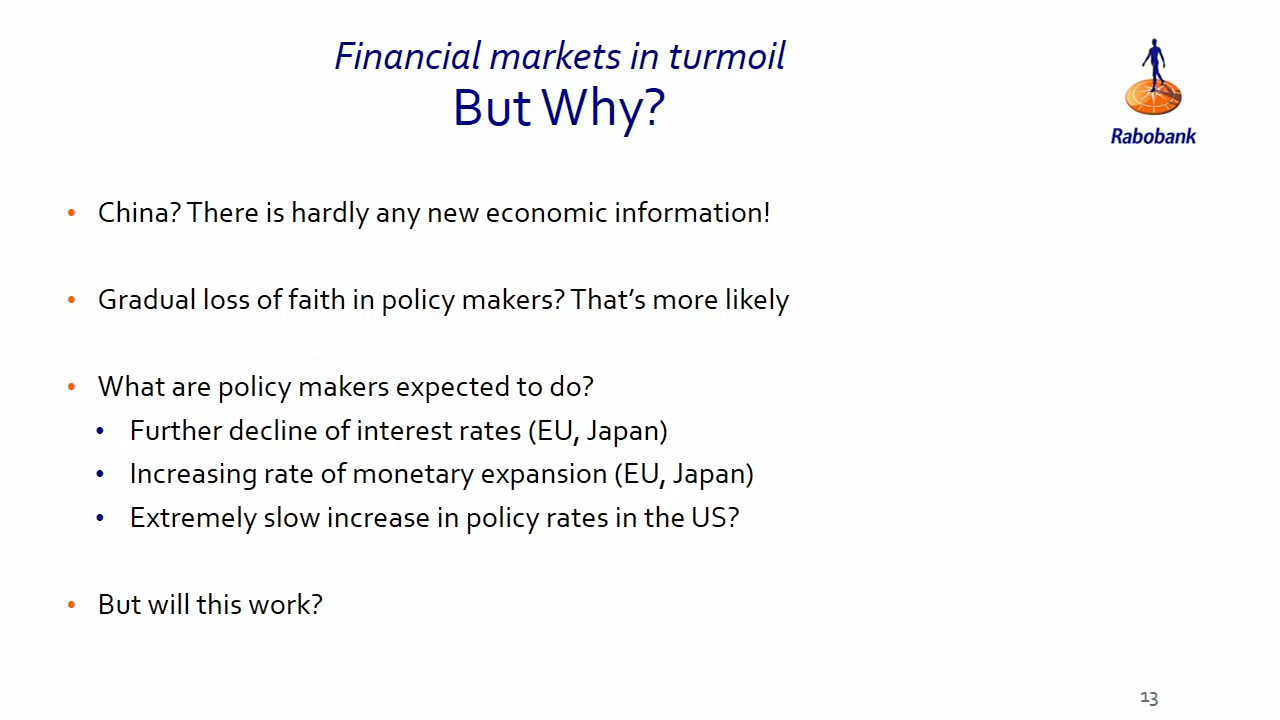 Financial markets in turmoil
But Why?
Rabobank
• China? There is hardly any new economic information!
• Gradual loss of faith in policy makers? That’s more likely
• What are policy makers expected to do?
• Further decline of interest rates (EU, Japan)
• Increasing rate of monetary expansion (EU, Japan)
• Extremely slow increase in policy rates in the US?
• But will this work?
13